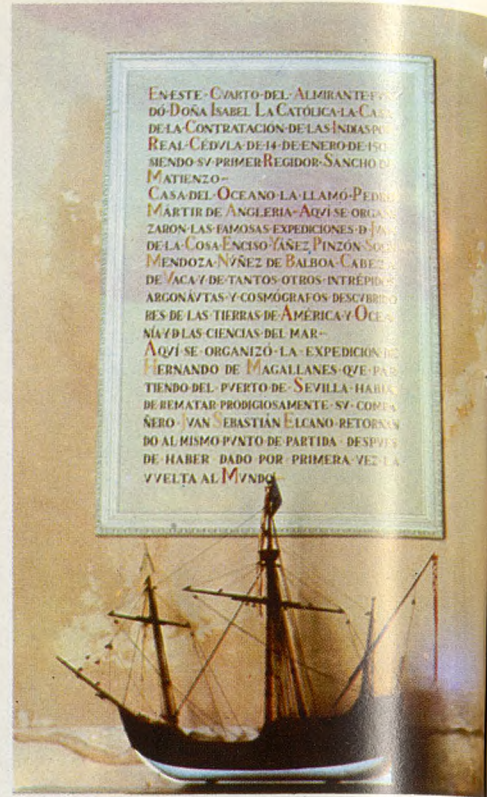 EN·ESTE·CVARTO·DEL·ALMIRANTE·FVN
DÓ·DOÑA ISABEL LA CATÓLICA·LA·CASA
DE·LA·CONTRATACIÓN·DE·LAS·INDIAS·POR
REAL·CÉDVLA·DE·14·DE·ENERO·DE
SIENDO·SV·PRIMER·REGIDOR·SANCHO·DE
MATIENZO~
CASA·DEL·OCEANO·LA·LLAMÓ·PEDRO
MÁRTIR DE ANGLERIA~AQVÍ·SE·ORGANI
ZARON·LAS·FAMOSAS·EXPEDICIONES·D·JVAN
DE·LA·COSA·ENCISO·YÁÑEZ PINZÓN·SOLÍS
MENDOZA·NVÑEZ DE BALBOA·CABEZA
DE VACA·Y·DE·TANTOS·OTROS·INTRÉPIDOS
ARGONÁVTAS·Y·COSMÓGRAFOS·DESCVBRIDO
RES·DE·LAS·TIERRAS·DE·AMÉRICA·Y·OCEA
NÍA·Y·D·LAS·CIENCIAS·DEL·MAR~
AQVÍ·SE·ORGANIZÓ·LA·EXPEDICIÓN·DE
HERNANDO·DE·MAGALLANES·QVE·PAR
TIENDO·DEL·PVERTO·DE·SEVILLA·HABÍA
DE·REMATAR·PRODIGIOSAMENTE·SV·COMPA
ÑERO·JVAN SEBASTIÁN ELCANO·RETORNAN
DO·AL·MISMO·PVNTO·DE·PARTIDA·DESPVES
DE·HABER·DADO·POR·PRIMERA·VEZ·LA
VVELTA·AL·MVNDO~